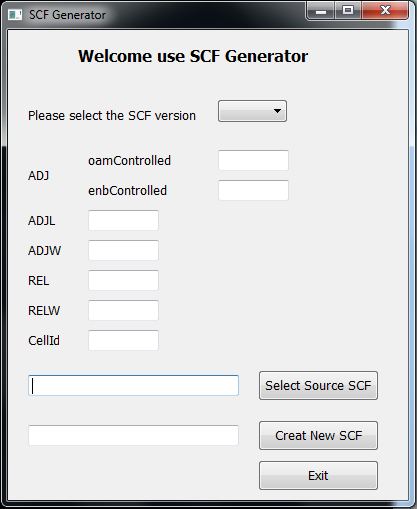 SCF Generator
Welcome use SCF Generator
Please select the SCF version
oamControlled
ADJ
enbControlled
ADJL
ADJW
REL
RELW
CellId
Select Source SCF
Creat New SCF
Exit